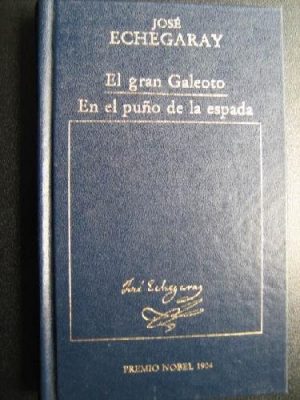 JOSÉ
ECHEGARAY
El gran Galeoto
En el puño de la espada
José Echegaray
PREMIO NOBEL 1904